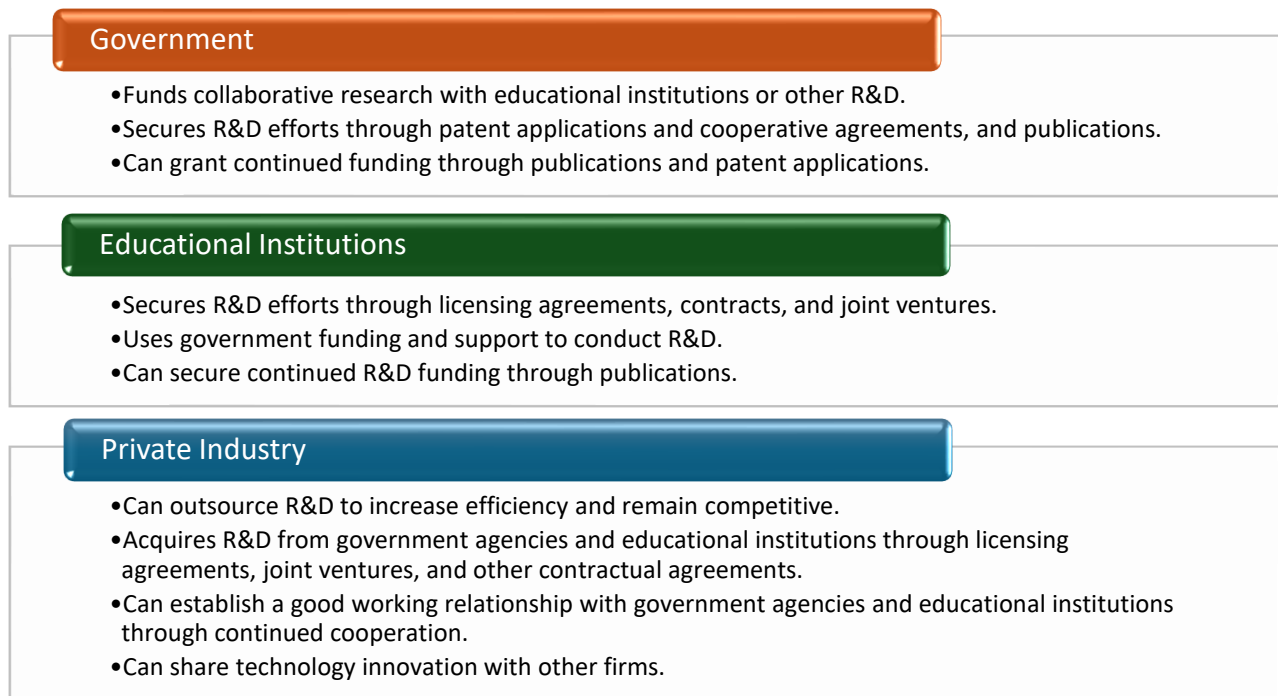 Government
•Funds collaborative research with educational institutions or other R&D.
•Secures R&D efforts through patent applications and cooperative agreements, and publications.
•Can grant continued funding through publications and patent applications.
Educational Institutions
•Secures R&D efforts through licensing agreements, contracts, and joint ventures.
•Uses government funding and support to conduct R&D.
•Can secure continued R&D funding through publications.
Private Industry
•Can outsource R&D to increase efficiency and remain competitive.
•Acquires R&D from government agencies and educational institutions through licensing
agreements, joint ventures, and other contractual agreements.
•Can establish a good working relationship with government agencies and educational institutions
through continued cooperation.
•Can share technology innovation with other firms.